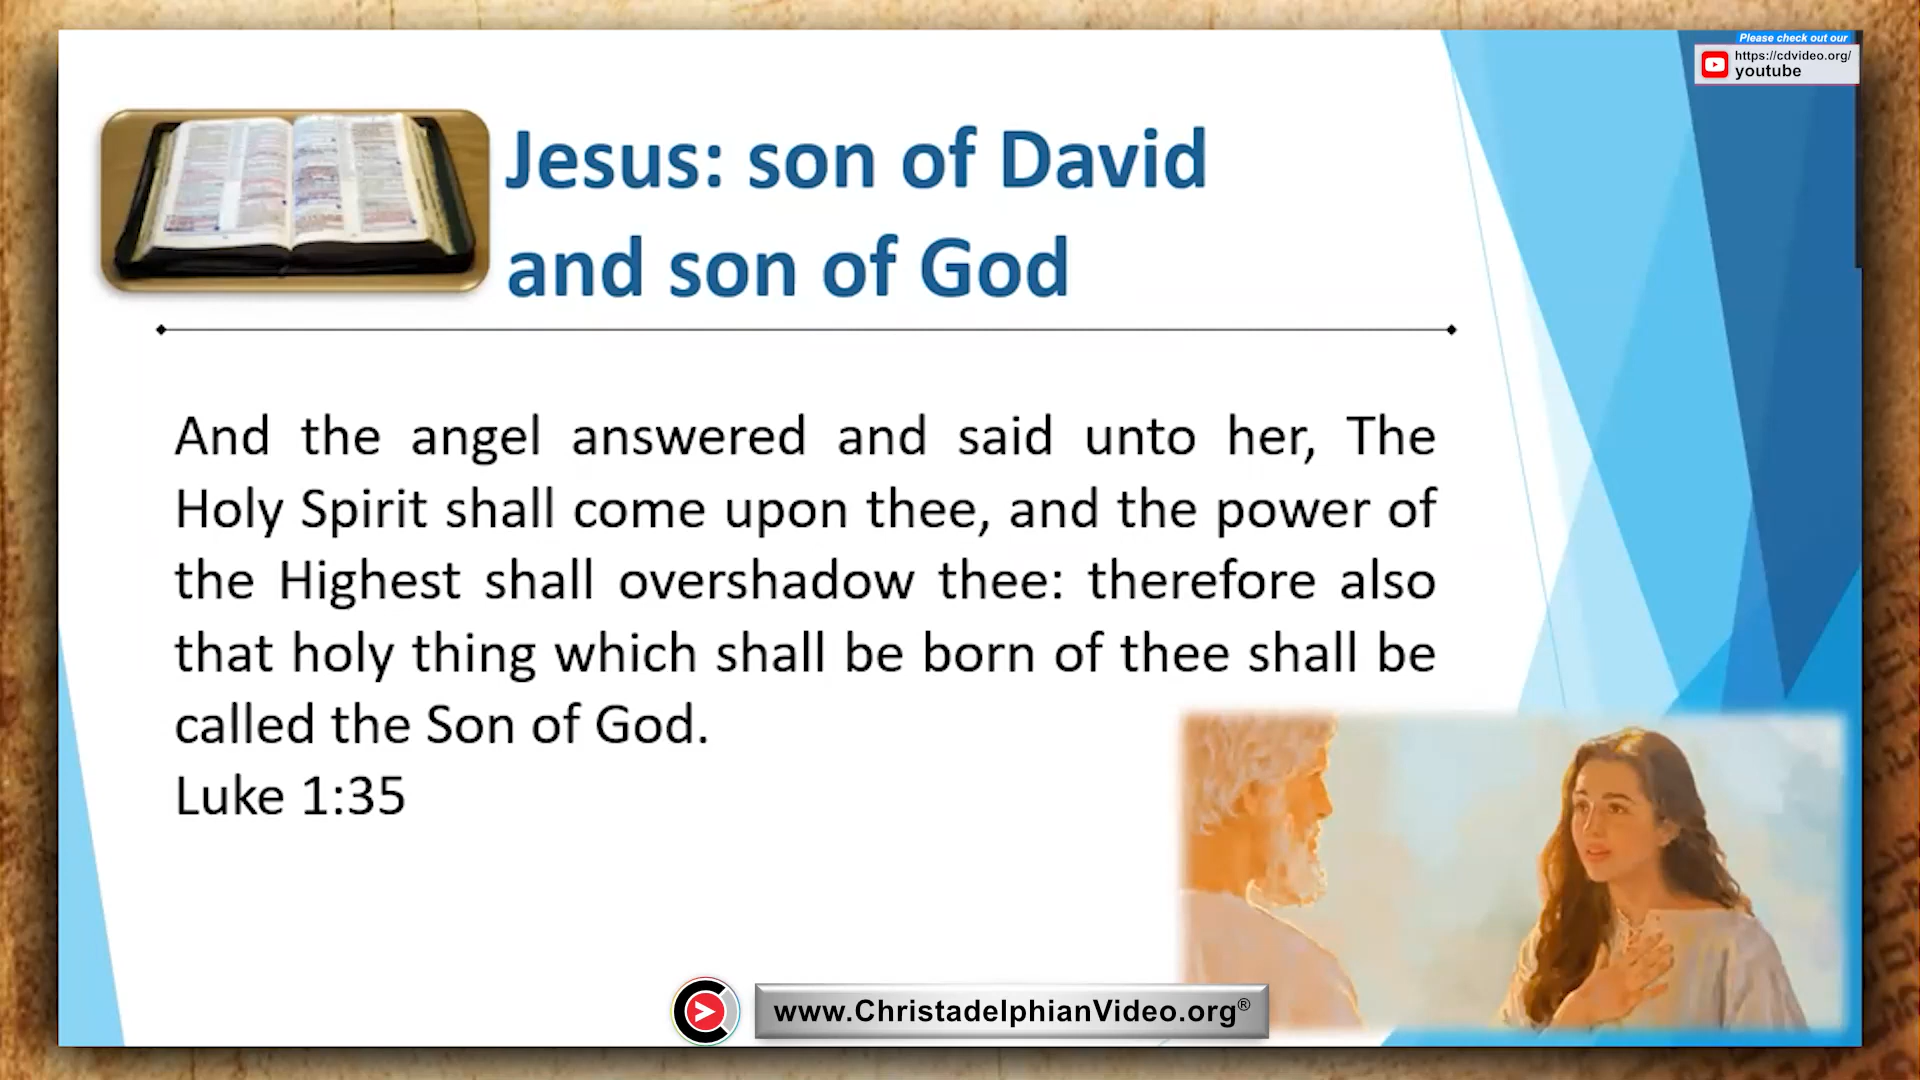 Please check out our
https://cdvideo.org/
youtube
Jesus: son of David
and son of God
And the angel answered and said unto her, The
Holy Spirit shall come upon thee, and the power of
the Highest shall overshadow thee: therefore also
that holy thing which shall be born of thee shall be
called the Son of God.
Luke 1:35
www.ChristadelphianVideo.org®